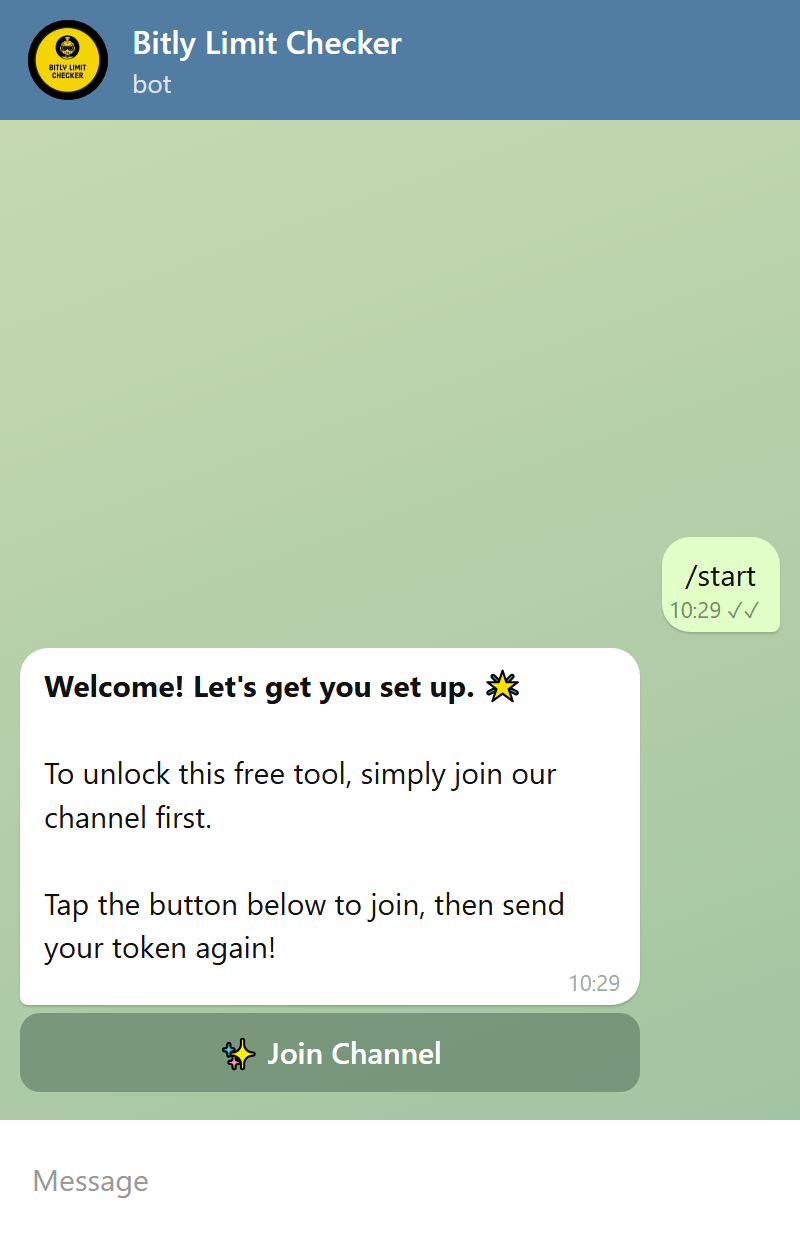 Bitly Limit Checker
bot
BITLY LIMIT
CHECKER
/start
10:29 ✓✓
Welcome! Let's get you set up. 🌟
To unlock this free tool, simply join our
channel first.
Tap the button below to join, then send
your token again!
10:29
✨ Join Channel
Message